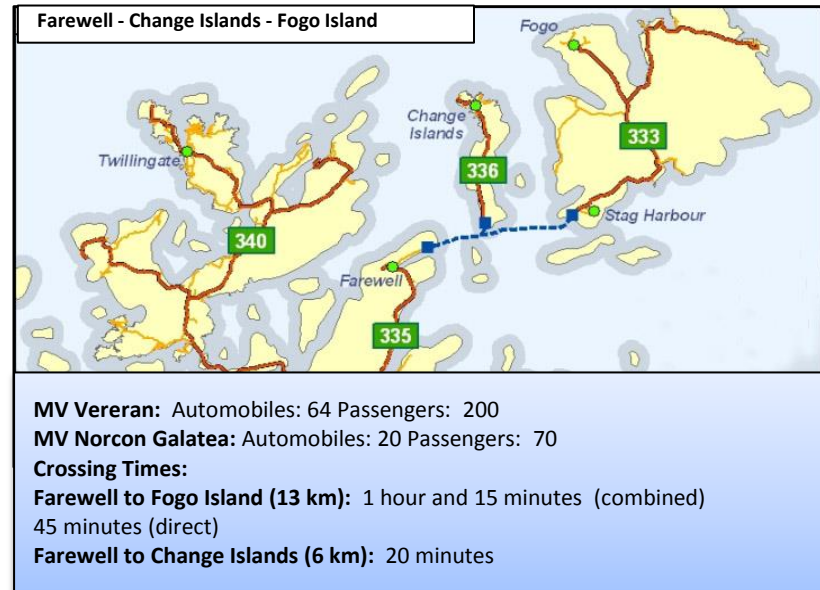 Farewell - Change Islands - Fogo Island
Fogo
Change
Islands
Twillingate
333
336
Stag Harbour
340
Farewell
335
MV Vereran: Automobiles: 64 Passengers: 200
MV Norcon Galatea: Automobiles: 20 Passengers: 70
Crossing Times:
Farewell to Fogo Island (13 km): 1 hour and 15 minutes (combined)
45 minutes (direct)
Farewell to Change Islands (6 km): 20 minutes